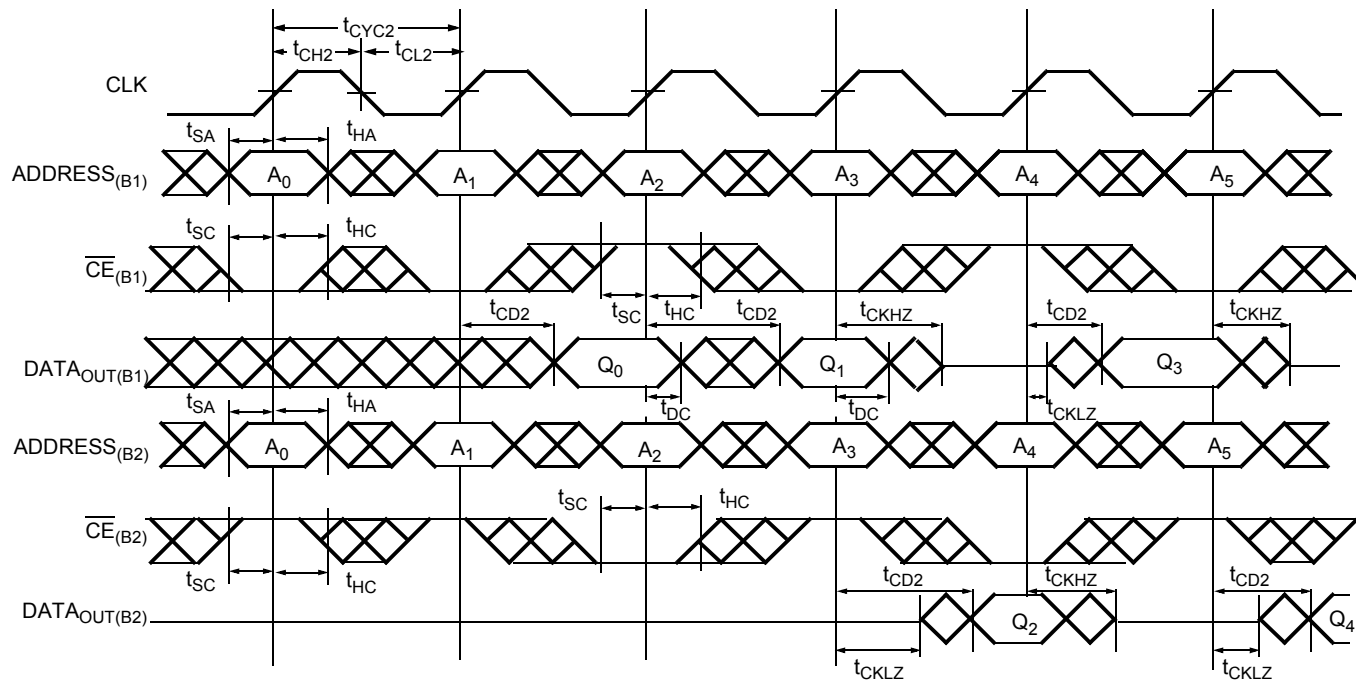 tCYC2
tCH2 tCL2
CLK
tSA tHA
ADDRESS(B1) A0 A1 A2 A3 A4 A5
tSC tHC
CE(B1)
tSC tHC
tCD2 tCD2 tCKHZ tCD2 tCKHZ
DATAOUT(B1) Q0 Q1 Q3
tDC tDC tCKLZ
tSA tHA
ADDRESS(B2) A0 A1 A2 A3 A4 A5
tSC tHC
CE(B2)
tSC tHC
tCD2 tCKHZ tCD2
DATAOUT(B2) Q2 Q4
tCKLZ tCKLZ